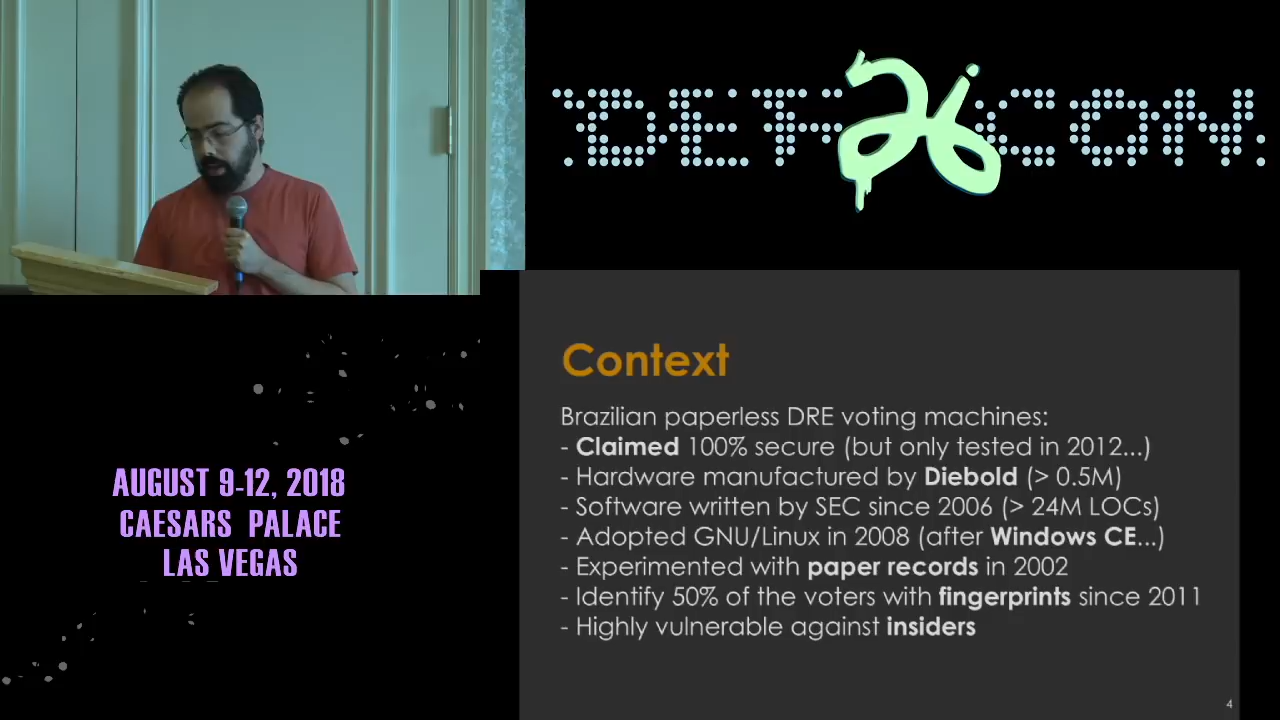 DEF 26 CON
Context
Brazilian paperless DRE voting machines:
- Claimed 100% secure (but only tested in 2012...)
- Hardware manufactured by Diebold (> 0.5M)
- Software written by SEC since 2006 (> 24M LOCs)
- Adopted GNU/Linux in 2008 (after Windows CE...)
- Experimented with paper records in 2002
- Identify 50% of the voters with fingerprints since 2011
- Highly vulnerable against insiders
4
AUGUST 9-12, 2018
CAESARS PALACE
LAS VEGAS